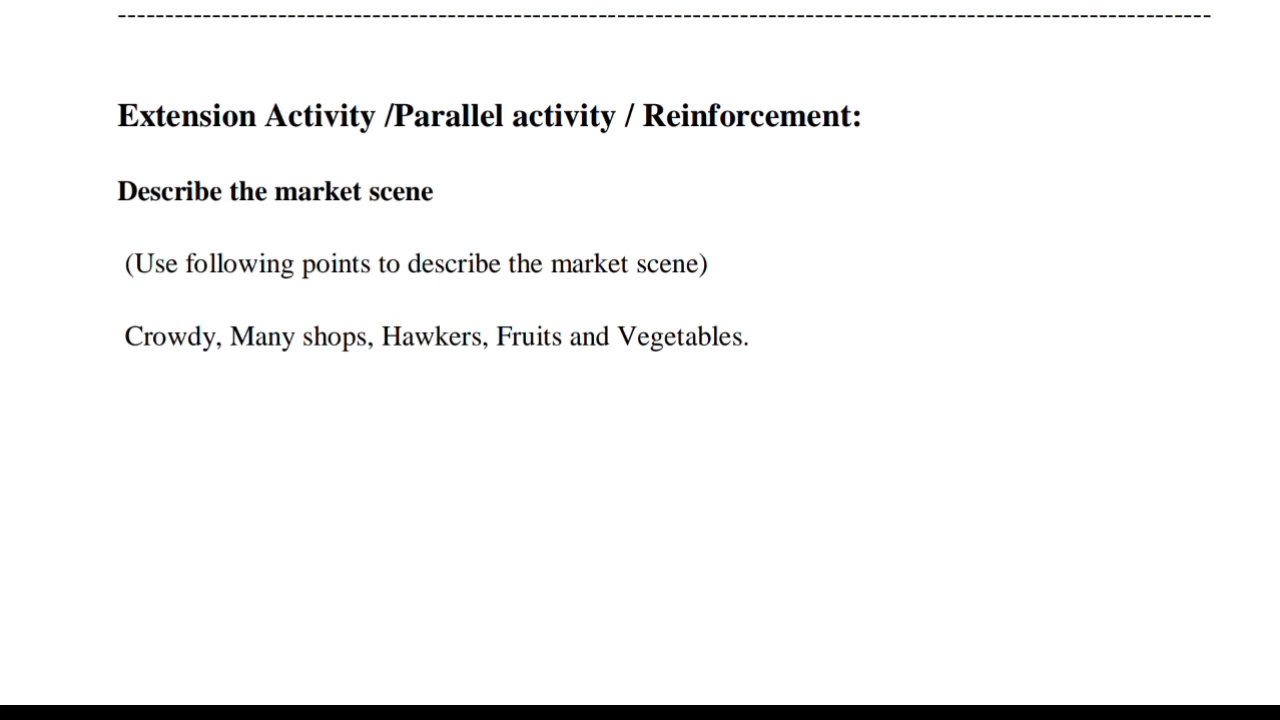 Extension Activity /Parallel activity / Reinforcement:
Describe the market scene
(Use following points to describe the market scene)
Crowdy, Many shops, Hawkers, Fruits and Vegetables.